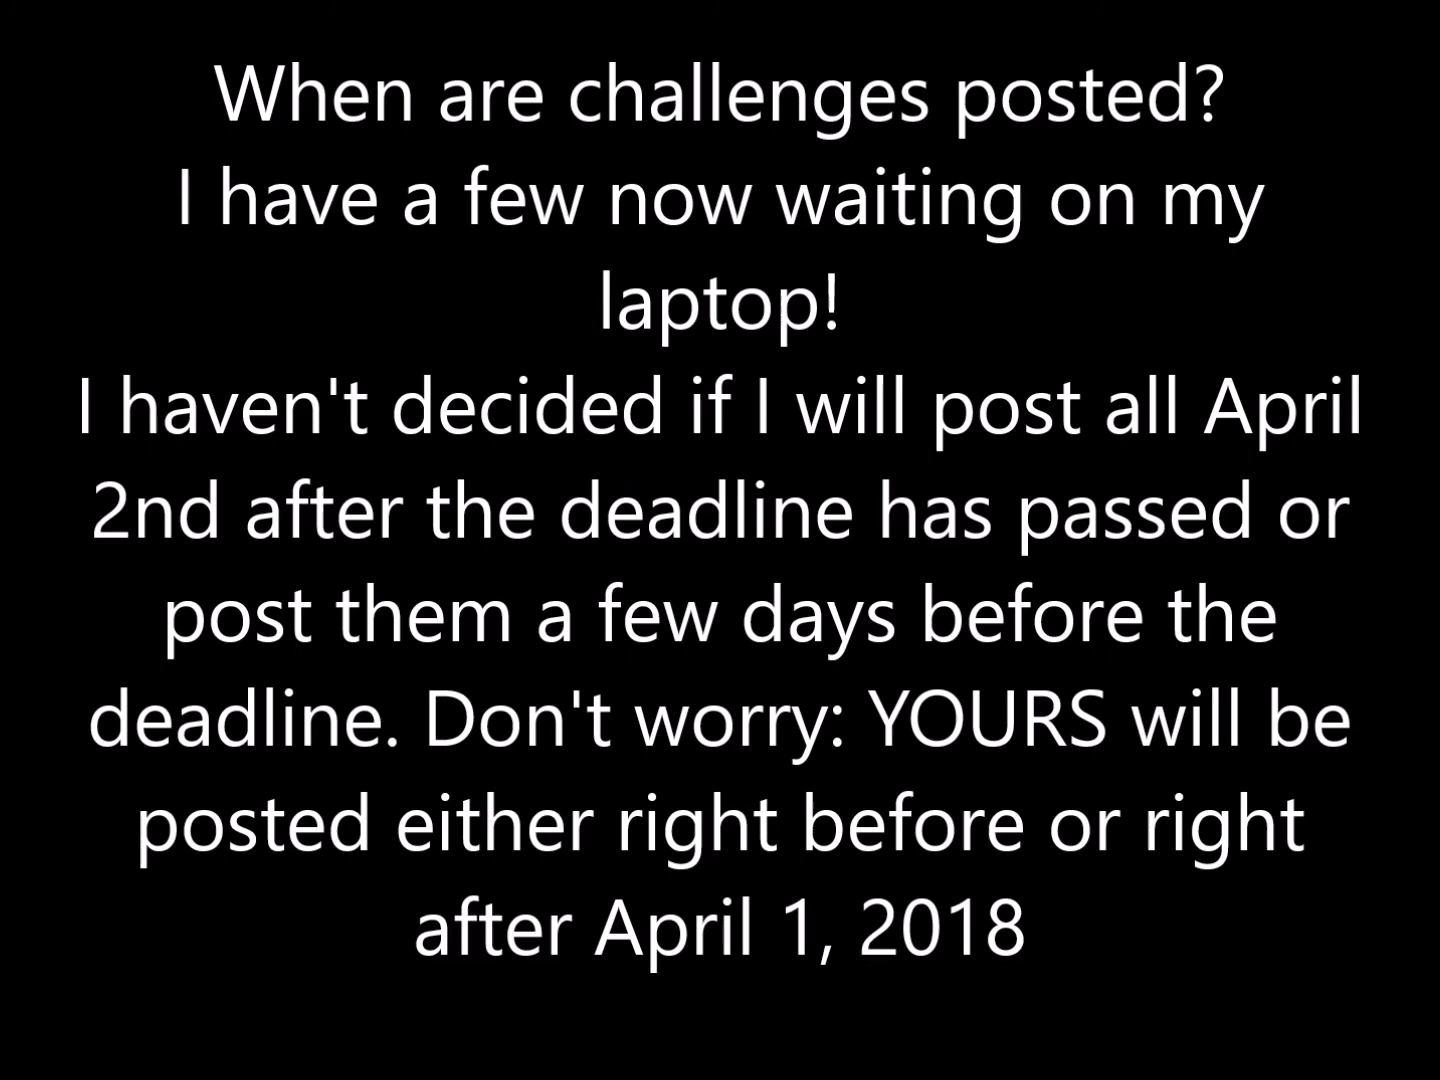 When are challenges posted?
I have a few now waiting on my
laptop!
I haven't decided if I will post all April
2nd after the deadline has passed or
post them a few days before the
deadline. Don't worry: YOURS will be
posted either right before or right
after April 1, 2018